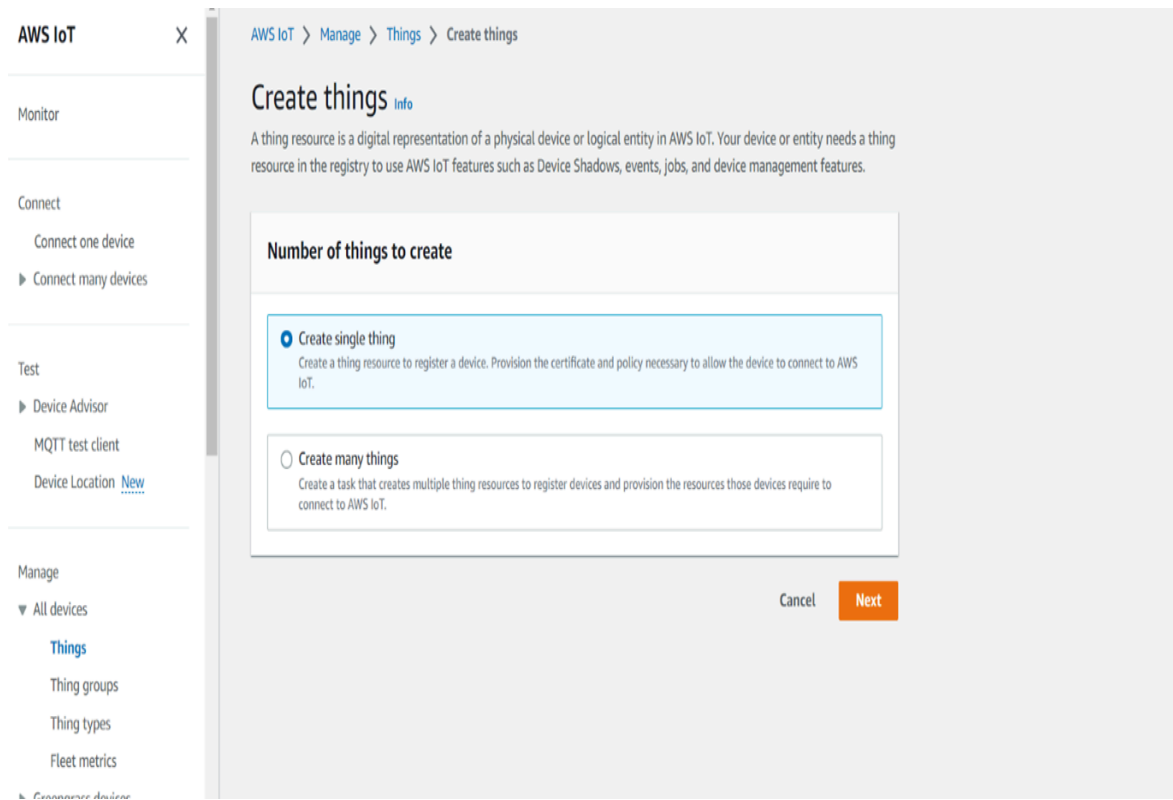 AWS IoT
X
Monitor
Connect
Connect one device
Connect many devices
Test
Device Advisor
MQTT test client
Device Location New
Manage
All devices
Things
Thing groups
Thing types
Fleet metrics
Greengrass devices
AWS IoT > Manage > Things > Create things
Create things Info
A thing resource is a digital representation of a physical device or logical entity in AWS IoT. Your device or entity needs a thing
resource in the registry to use AWS IoT features such as Device Shadows, events, jobs, and device management features.
Number of things to create
Create single thing
Create a thing resource to register a device. Provision the certificate and policy necessary to allow the device to connect to AWS
IoT.
Create many things
Create a task that creates multiple thing resources to register devices and provision the resources those devices require to
connect to AWS IoT.
Cancel
Next